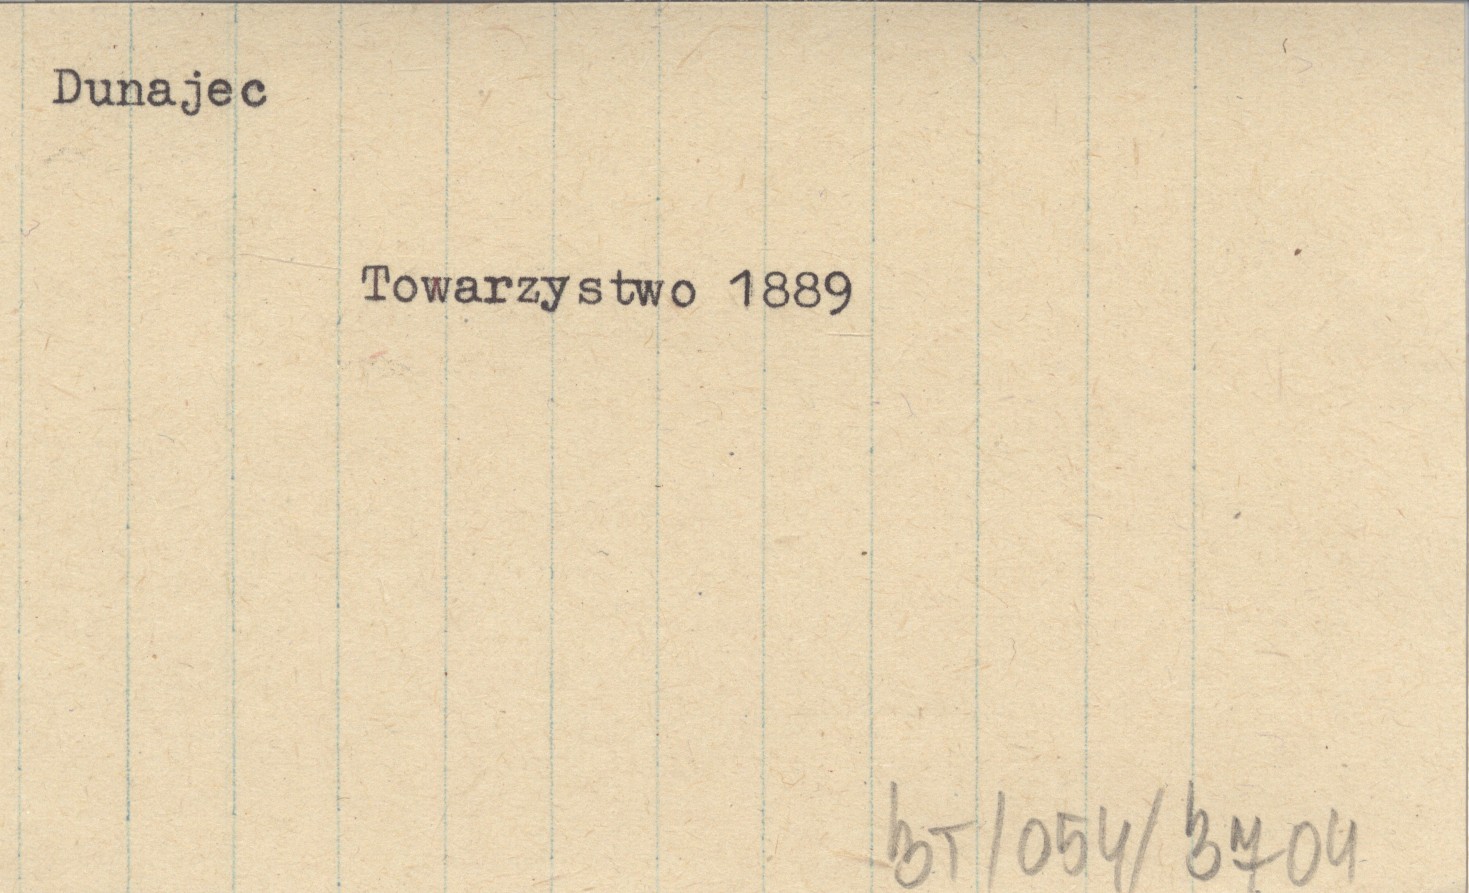 Dunajec
Towarzystwo 1889
BT/054/3704